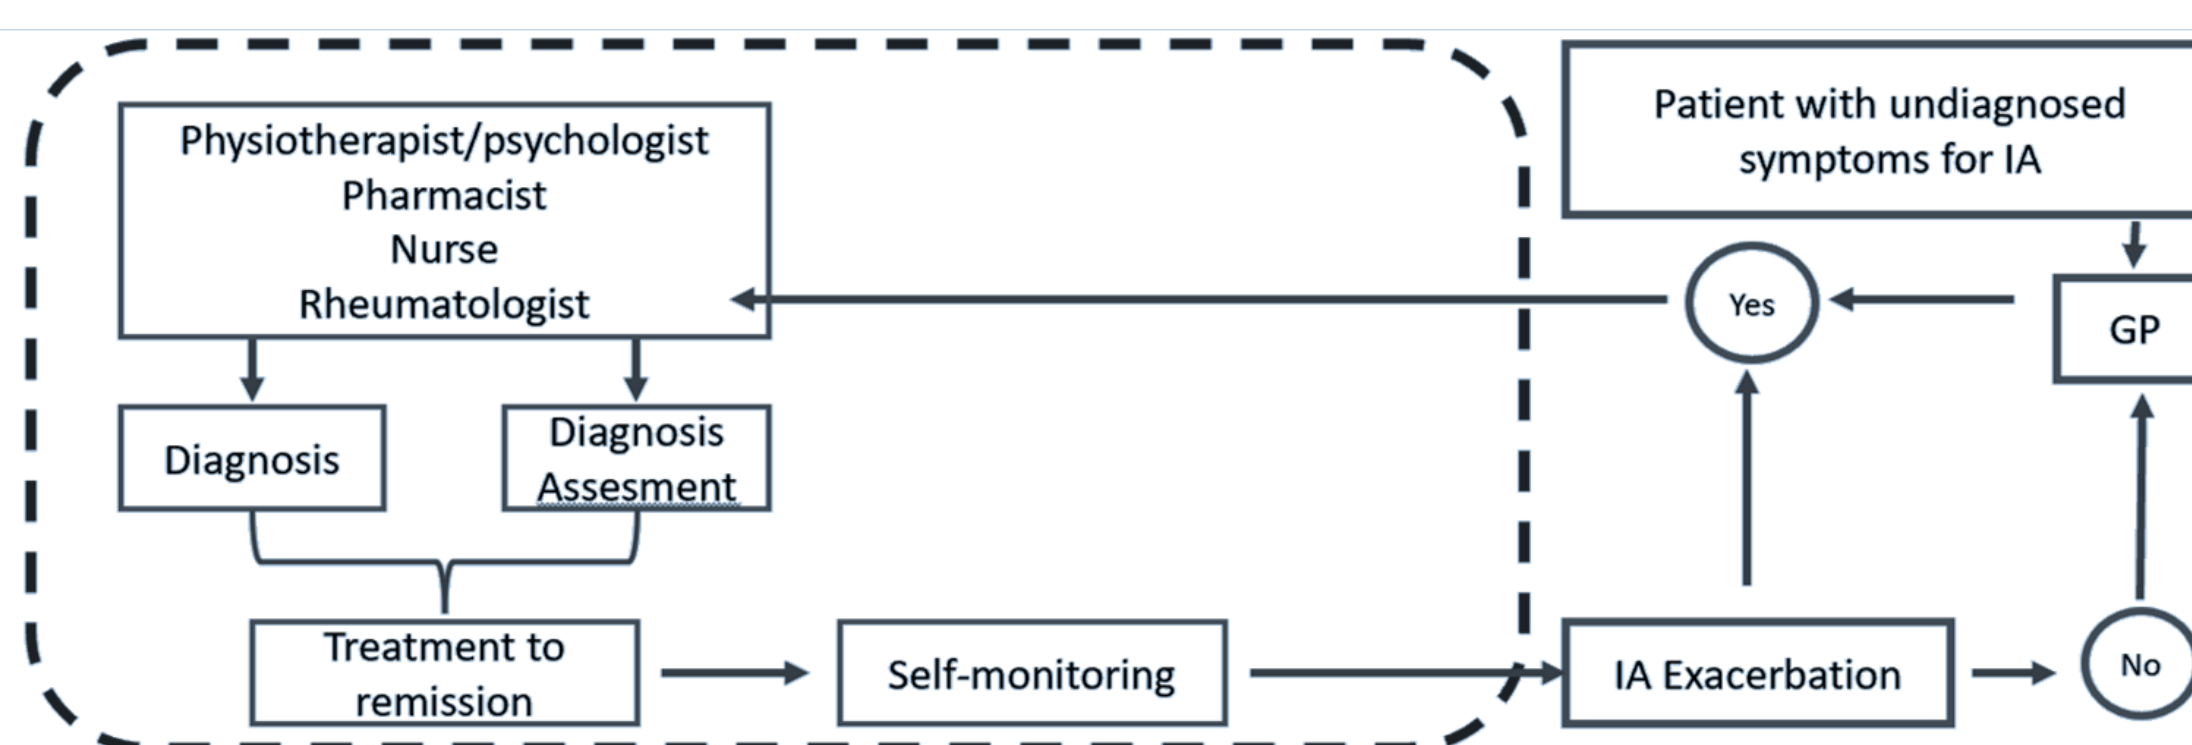 Physiotherapist/psychologist
Pharmacist
Nurse
Rheumatologist
Patient with undiagnosed
symptoms for IA
Yes
GP
Diagnosis
Diagnosis
Assesment
Treatment to
remission
Self-monitoring
IA Exacerbation
No